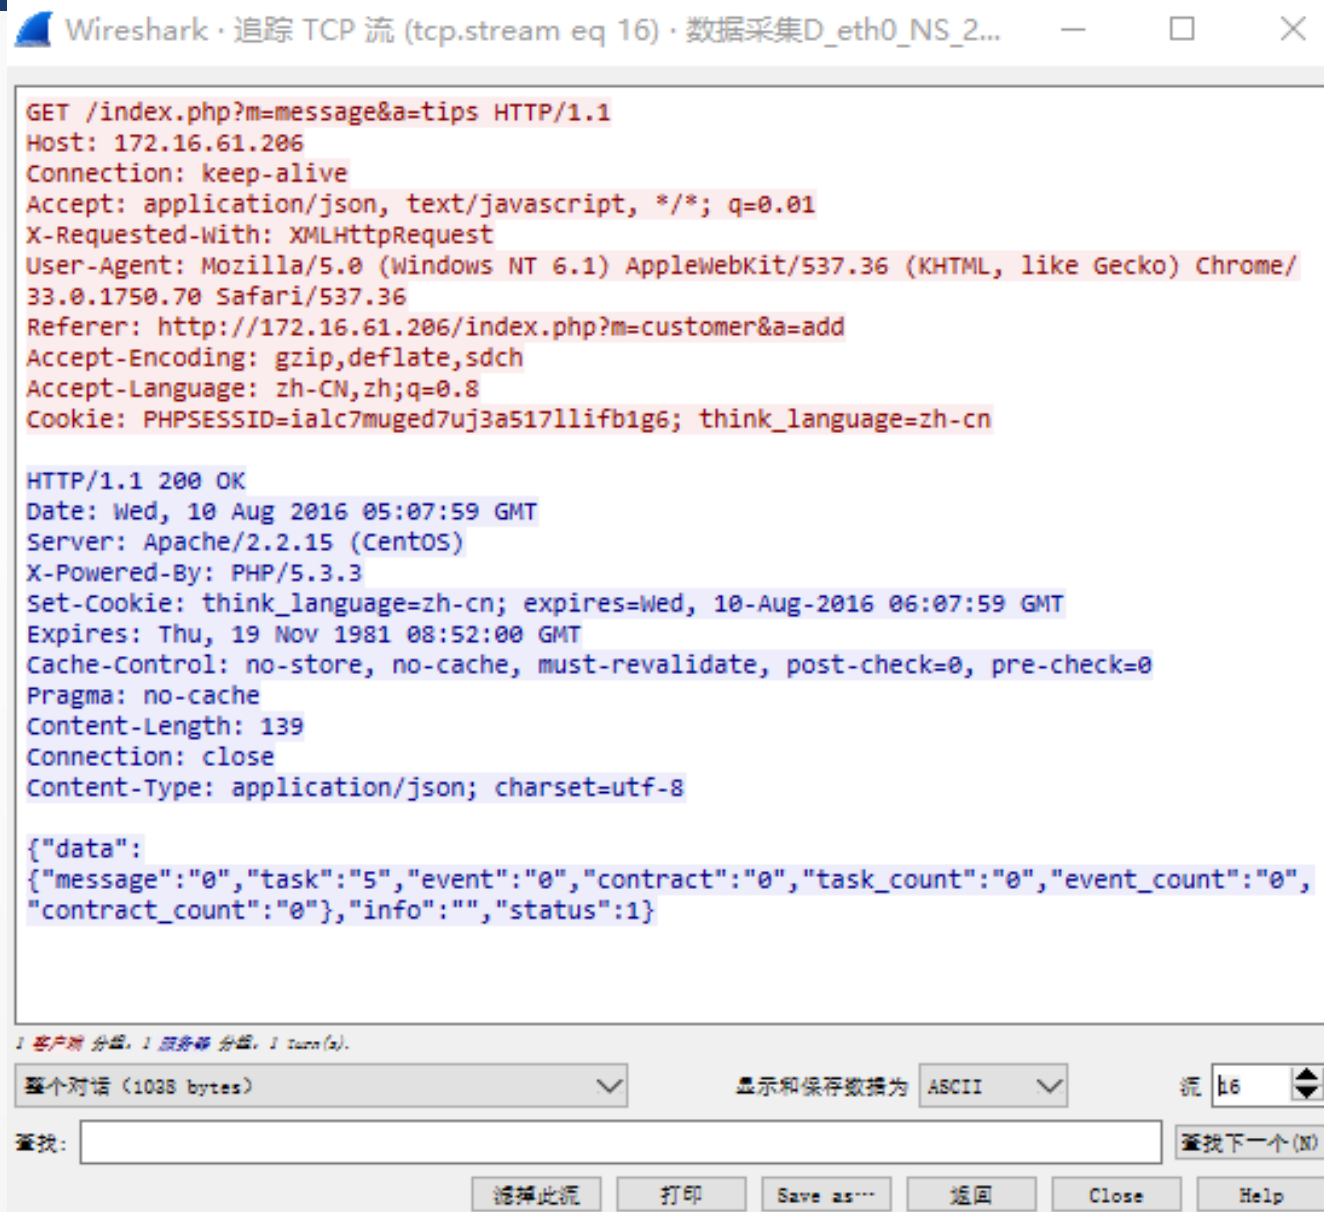 Wireshark · 追踪 TCP 流 (tcp.stream eq 16) · 数据采集D_eth0_NS_2...
GET /index.php?m=message&a=tips HTTP/1.1
Host: 172.16.61.206
Connection: keep-alive
Accept: application/json, text/javascript, */*; q=0.01
X-Requested-With: XMLHttpRequest
User-Agent: Mozilla/5.0 (Windows NT 6.1) AppleWebKit/537.36 (KHTML, like Gecko) Chrome/
33.0.1750.70 Safari/537.36
Referer: http://172.16.61.206/index.php?m=customer&a=add
Accept-Encoding: gzip,deflate,sdch
Accept-Language: zh-CN,zh;q=0.8
Cookie: PHPSESSID=ialc7muged7uj3a517llifb1g6; think_language=zh-cn
HTTP/1.1 200 OK
Date: Wed, 10 Aug 2016 05:07:59 GMT
Server: Apache/2.2.15 (CentOS)
X-Powered-By: PHP/5.3.3
Set-Cookie: think_language=zh-cn; expires=Wed, 10-Aug-2016 06:07:59 GMT
Expires: Thu, 19 Nov 1981 08:52:00 GMT
Cache-Control: no-store, no-cache, must-revalidate, post-check=0, pre-check=0
Pragma: no-cache
Content-Length: 139
Connection: close
Content-Type: application/json; charset=utf-8
{"data":
{"message":"0","task":"5","event":"0","contract":"0","task_count":"0","event_count":"0",
"contract_count":"0"},"info":"","status":1}
1 客户端 分组, 1 服务器 分组, 1 turn(s).
整个对话 (1038 bytes)
显示和保存数据为 ASCII
流 16
查找:
查找下一个(N)
滤掉此流 打印 Save as… 返回 Close Help